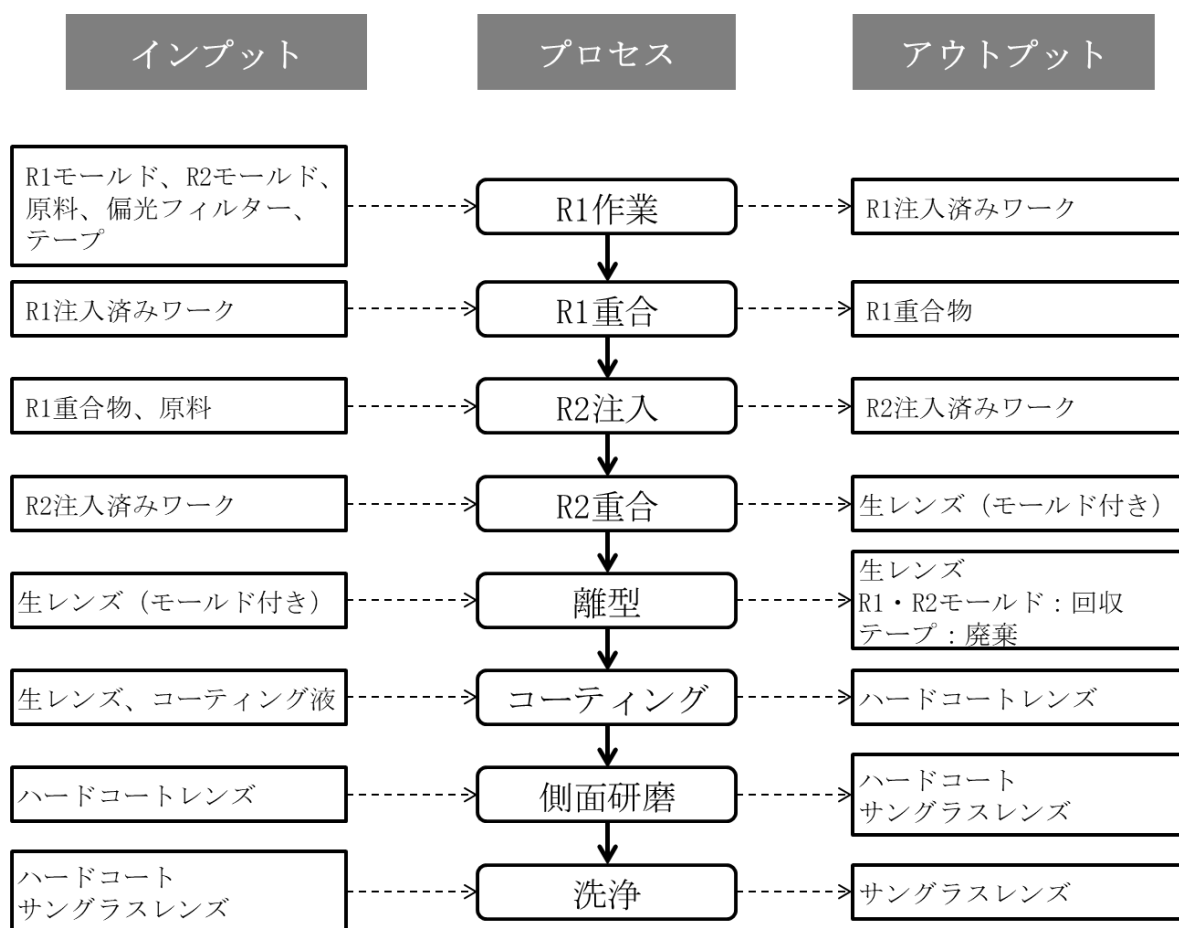 インプット
プロセス
アウトプット
R1モールド、R2モールド、
原料、偏光フィルター、
テープ
R1作業
R1注入済みワーク
R1注入済みワーク
R1重合
R1重合物
R1重合物、原料
R2注入
R2注入済みワーク
R2注入済みワーク
R2重合
生レンズ（モールド付き）
生レンズ（モールド付き）
離型
生レンズ
R1・R2モールド：回収
テープ：廃棄
生レンズ、コーティング液
コーティング
ハードコートレンズ
ハードコートレンズ
側面研磨
ハードコート
サングラスレンズ
ハードコート
サングラスレンズ
洗浄
サングラスレンズ